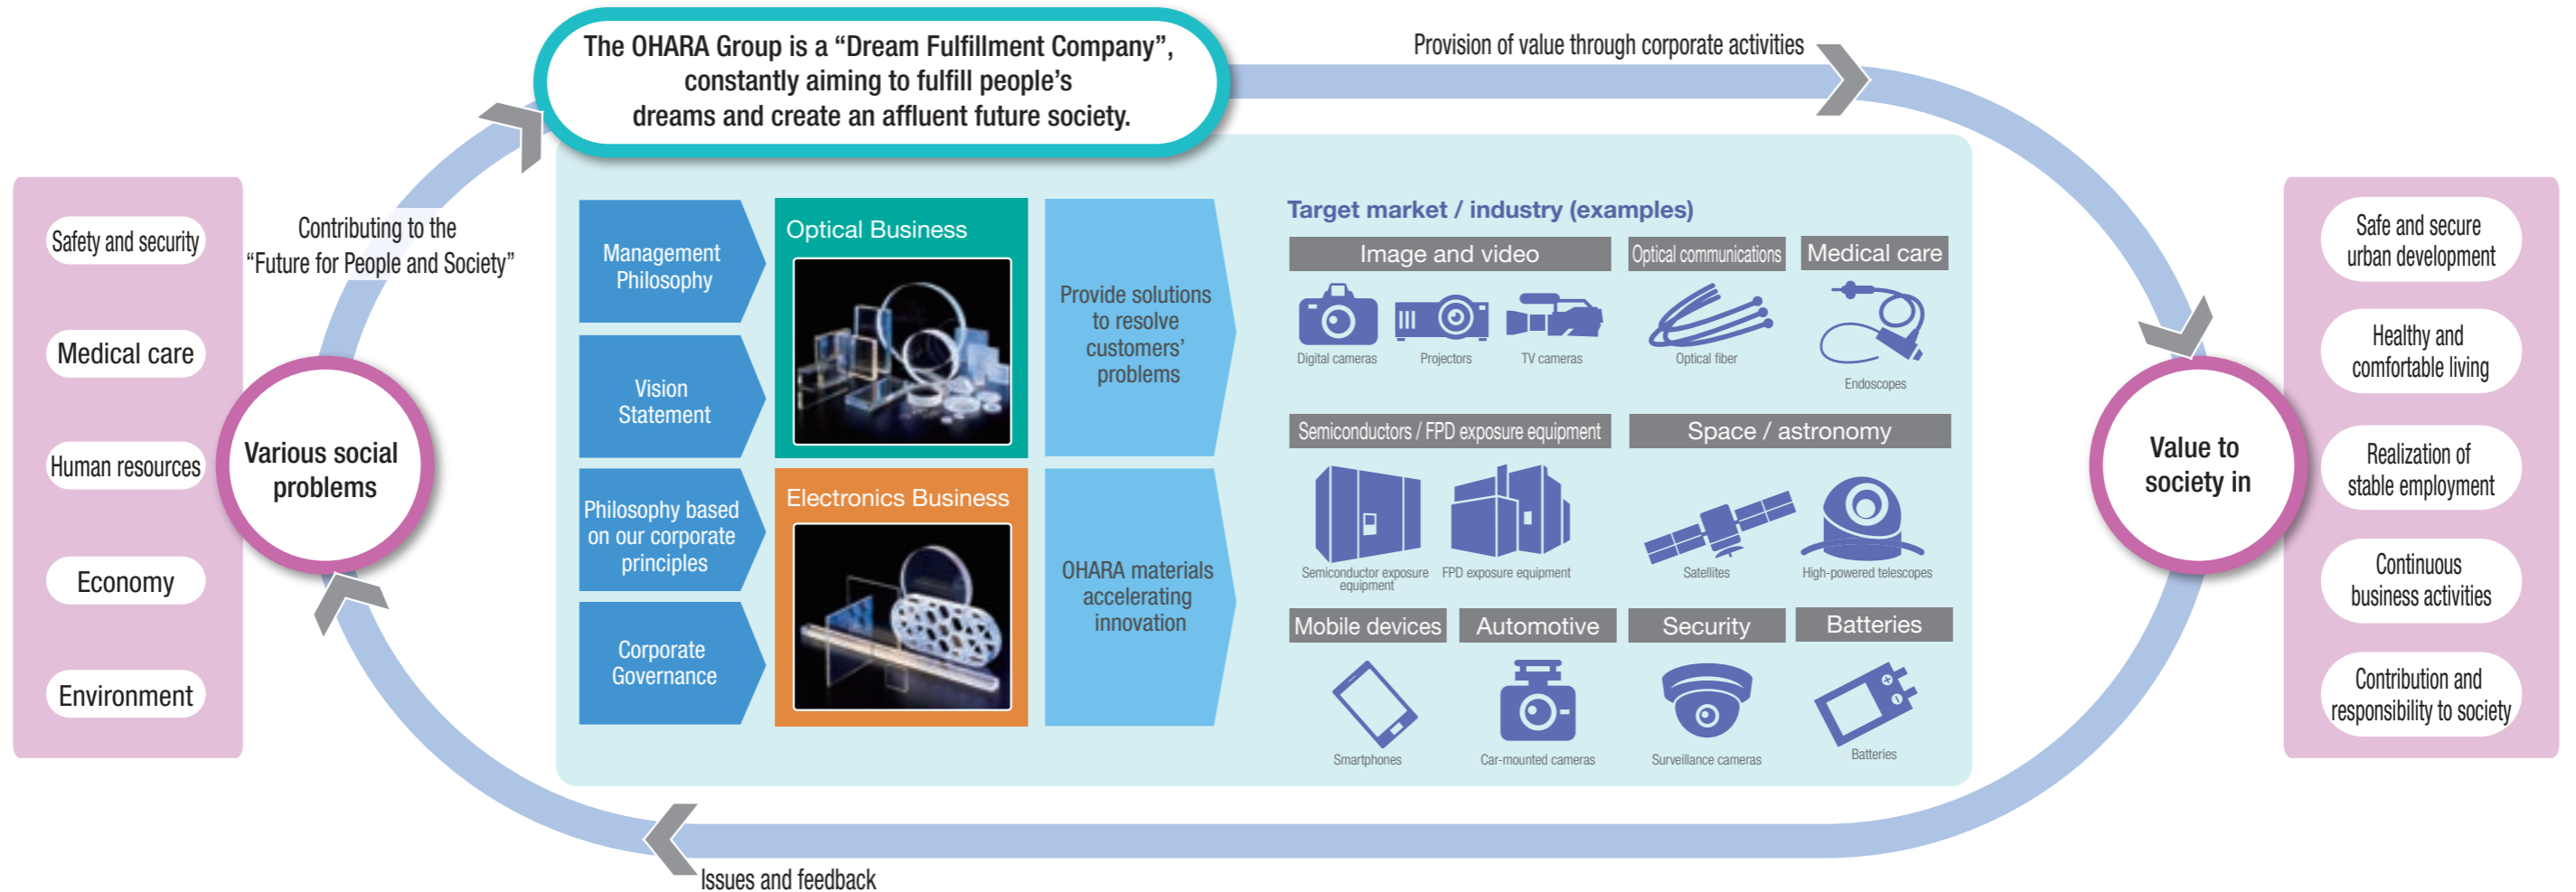 The OHARA Group is a “Dream Fulfillment Company”,
constantly aiming to fulfill people’s
dreams and create an affluent future society.
Provision of value through corporate activities
Contributing to the
“Future for People and Society”
Safety and security
Medical care
Human resources
Economy
Environment
Various social
problems
Management
Philosophy
Vision
Statement
Philosophy based
on our corporate
principles
Corporate
Governance
Optical Business
Electronics Business
Provide solutions
to resolve
customers’
problems
OHARA materials
accelerating
innovation
Target market / industry (examples)
Image and video
Digital cameras
Projectors
TV cameras
Optical communications
Optical fiber
Medical care
Endoscopes
Semiconductors / FPD exposure equipment
Semiconductor exposure
equipment
FPD exposure equipment
Space / astronomy
Satellites
High-powered telescopes
Mobile devices
Smartphones
Automotive
Car-mounted cameras
Security
Surveillance cameras
Batteries
Batteries
Value to
society in
Safe and secure
urban development
Healthy and
comfortable living
Realization of
stable employment
Continuous
business activities
Contribution and
responsibility to society
Issues and feedback